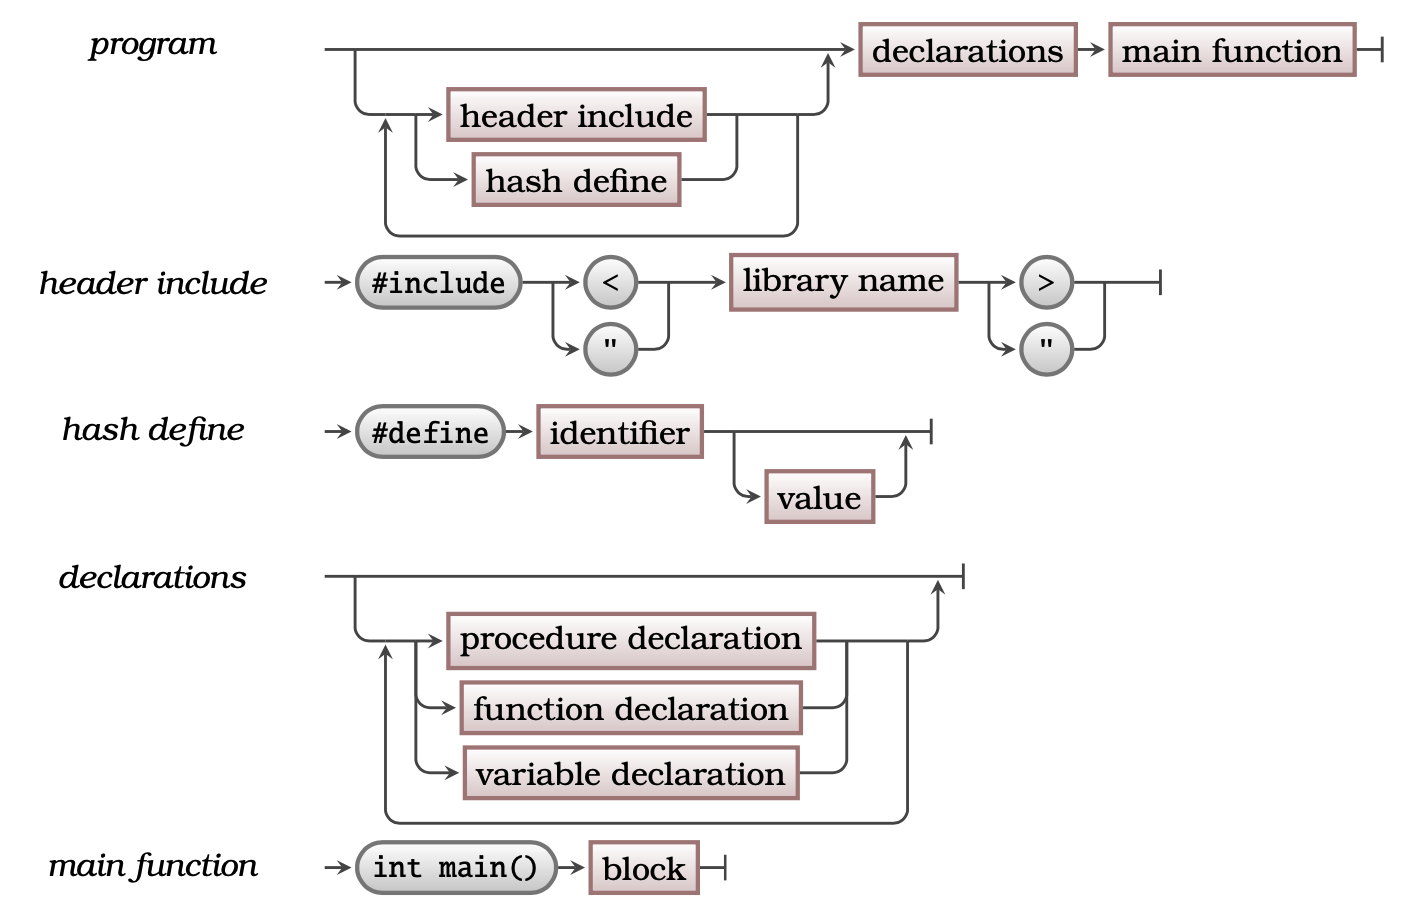 program
declarations
main function
header include
hash define
header include
#include
<
library name
>
"
"
hash define
#define
identifier
value
declarations
procedure declaration
function declaration
variable declaration
main function
int main()
block